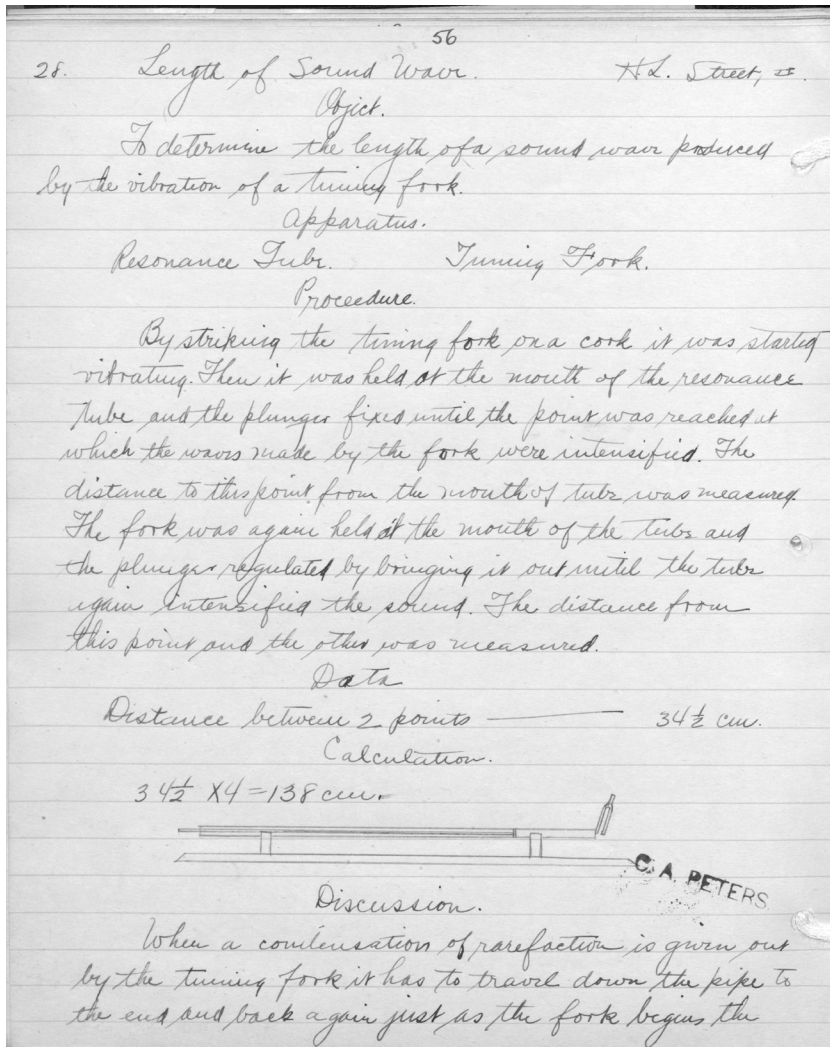 56
28. Length of Sound Wave. H L. Street, II.
Object.
To determine the length of a sound wave produced
by the vibration of a tuning fork.
Apparatus.
Resonance Tube. Tunning Fork.
Proceedure.
By striking the tuning fork on a cork it was started
vibrating. Then it was held at the mouth of the resonance
tube and the plunger fixed until the point was reached at
which the waves made by the fork were intensified. The
distance to this point from the mouth of tube was measured.
The fork was again held at the mouth of the tube and
the plunger regulated by bringing it out until the tube
again intensified the sound. The distance from
this point and the other was measured.
Data
Distance between 2 points — 34 1/2 cm.
Calculation.
34 1/2 X4 = 138 cm.
C. A. PETERS
Discussion.
When a condensation of rarefaction is given out
by the tuning fork it has to travel down the pipe to
the end and back again just as the fork begins the